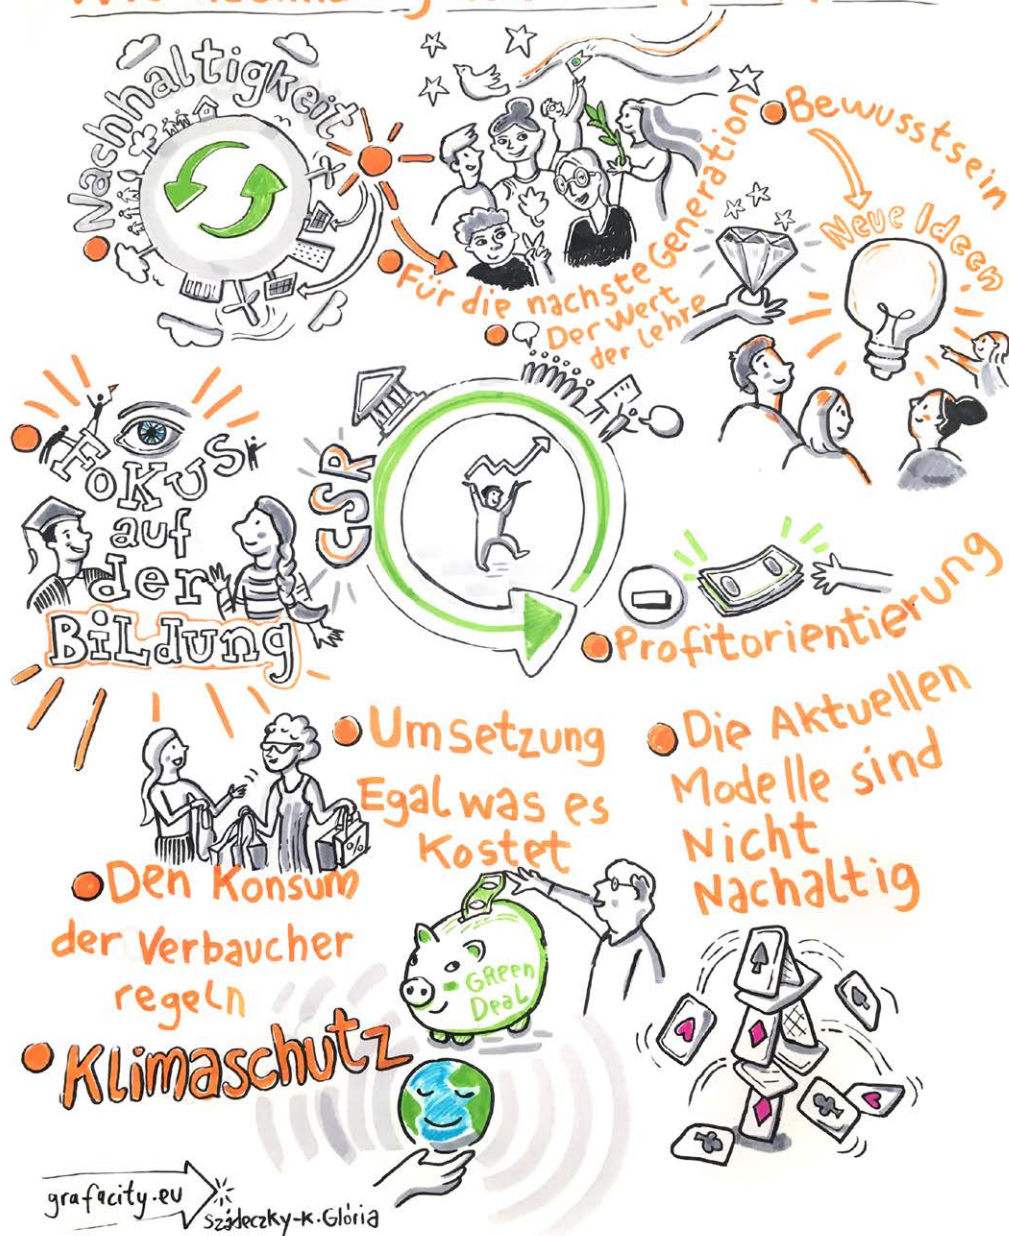 Nachhaltigkeit
Bewusstsein
Neue Ideen
Für die nachste Generation
Der Wert
der Lehre
Fokus
auf
der
Bildung
CSR
Profitorientierung
Umsetzung
Egal was es
Kostet
Die Aktuellen
Modelle sind
Nicht
Nachaltig
Den Konsum
der Verbaucher
regeln
%
GReen
Deal
Klimaschutz
grafacity.eu
Szádeczky-K. Glória